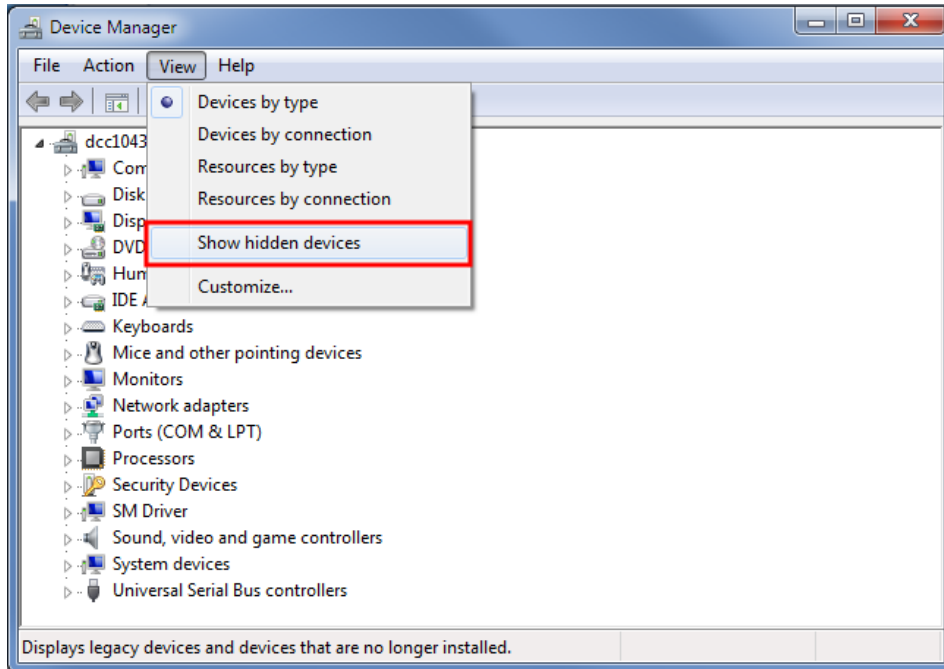 Device Manager
File Action View Help
Devices by type
Devices by connection
Resources by type
Resources by connection
Show hidden devices
Customize...
dcc1043
Com
Disk
Disp
DVD
Hum
IDE A
Keyboards
Mice and other pointing devices
Monitors
Network adapters
Ports (COM & LPT)
Processors
Security Devices
SM Driver
Sound, video and game controllers
System devices
Universal Serial Bus controllers
Displays legacy devices and devices that are no longer installed.